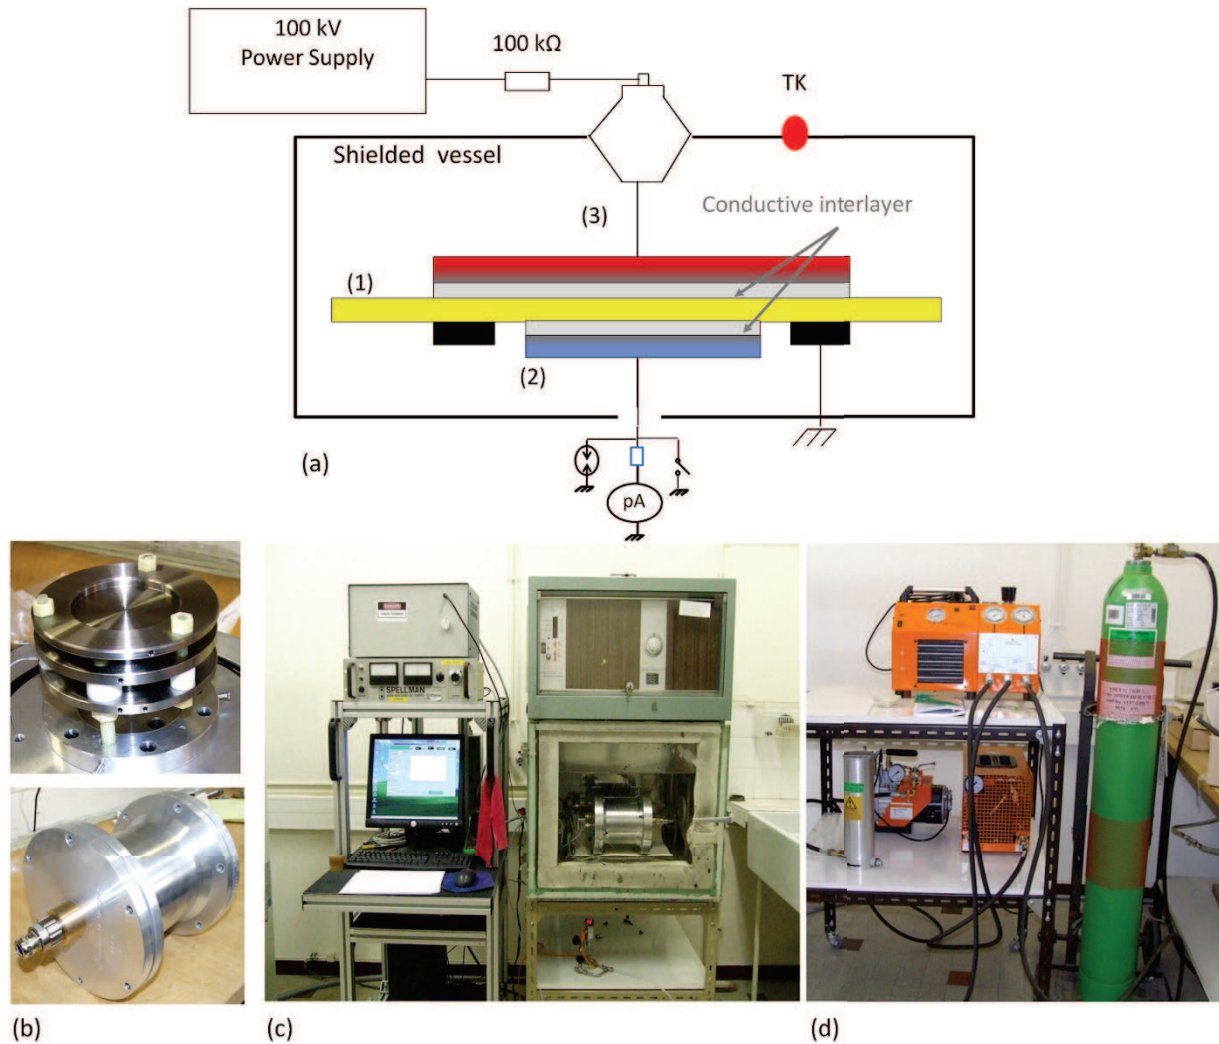 100 kV
Power Supply
100 kΩ
TK
Shielded vessel
(3)
Conductive interlayer
(1)
(2)
(a)
pA
SPELLMAN
(b)
(c)
(d)